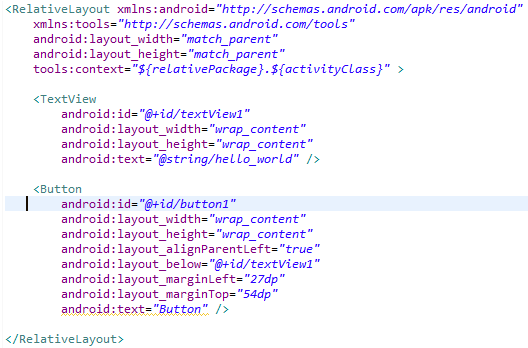 <RelativeLayout xmlns:android="http://schemas.android.com/apk/res/android"
    xmlns:tools="http://schemas.android.com/tools"
    android:layout_width="match_parent"
    android:layout_height="match_parent"
    tools:context="${relativePackage}.${activityClass}" >

    <TextView
        android:id="@+id/textView1"
        android:layout_width="wrap_content"
        android:layout_height="wrap_content"
        android:text="@string/hello_world" />

    <Button
        android:id="@+id/button1"
        android:layout_width="wrap_content"
        android:layout_height="wrap_content"
        android:layout_alignParentLeft="true"
        android:layout_below="@+id/textView1"
        android:layout_marginLeft="27dp"
        android:layout_marginTop="54dp"
        android:text="Button" />

</RelativeLayout>